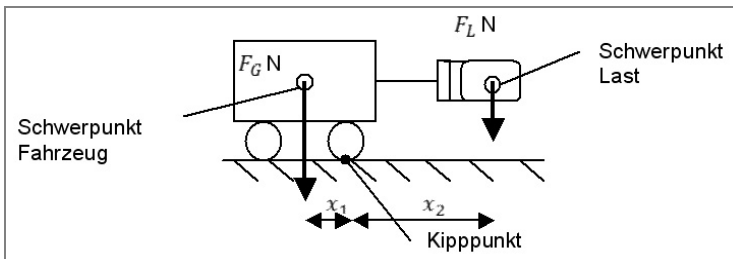 F_L N
F_G N
Schwerpunkt
Last
Schwerpunkt
Fahrzeug
x_1
x_2
Kipppunkt